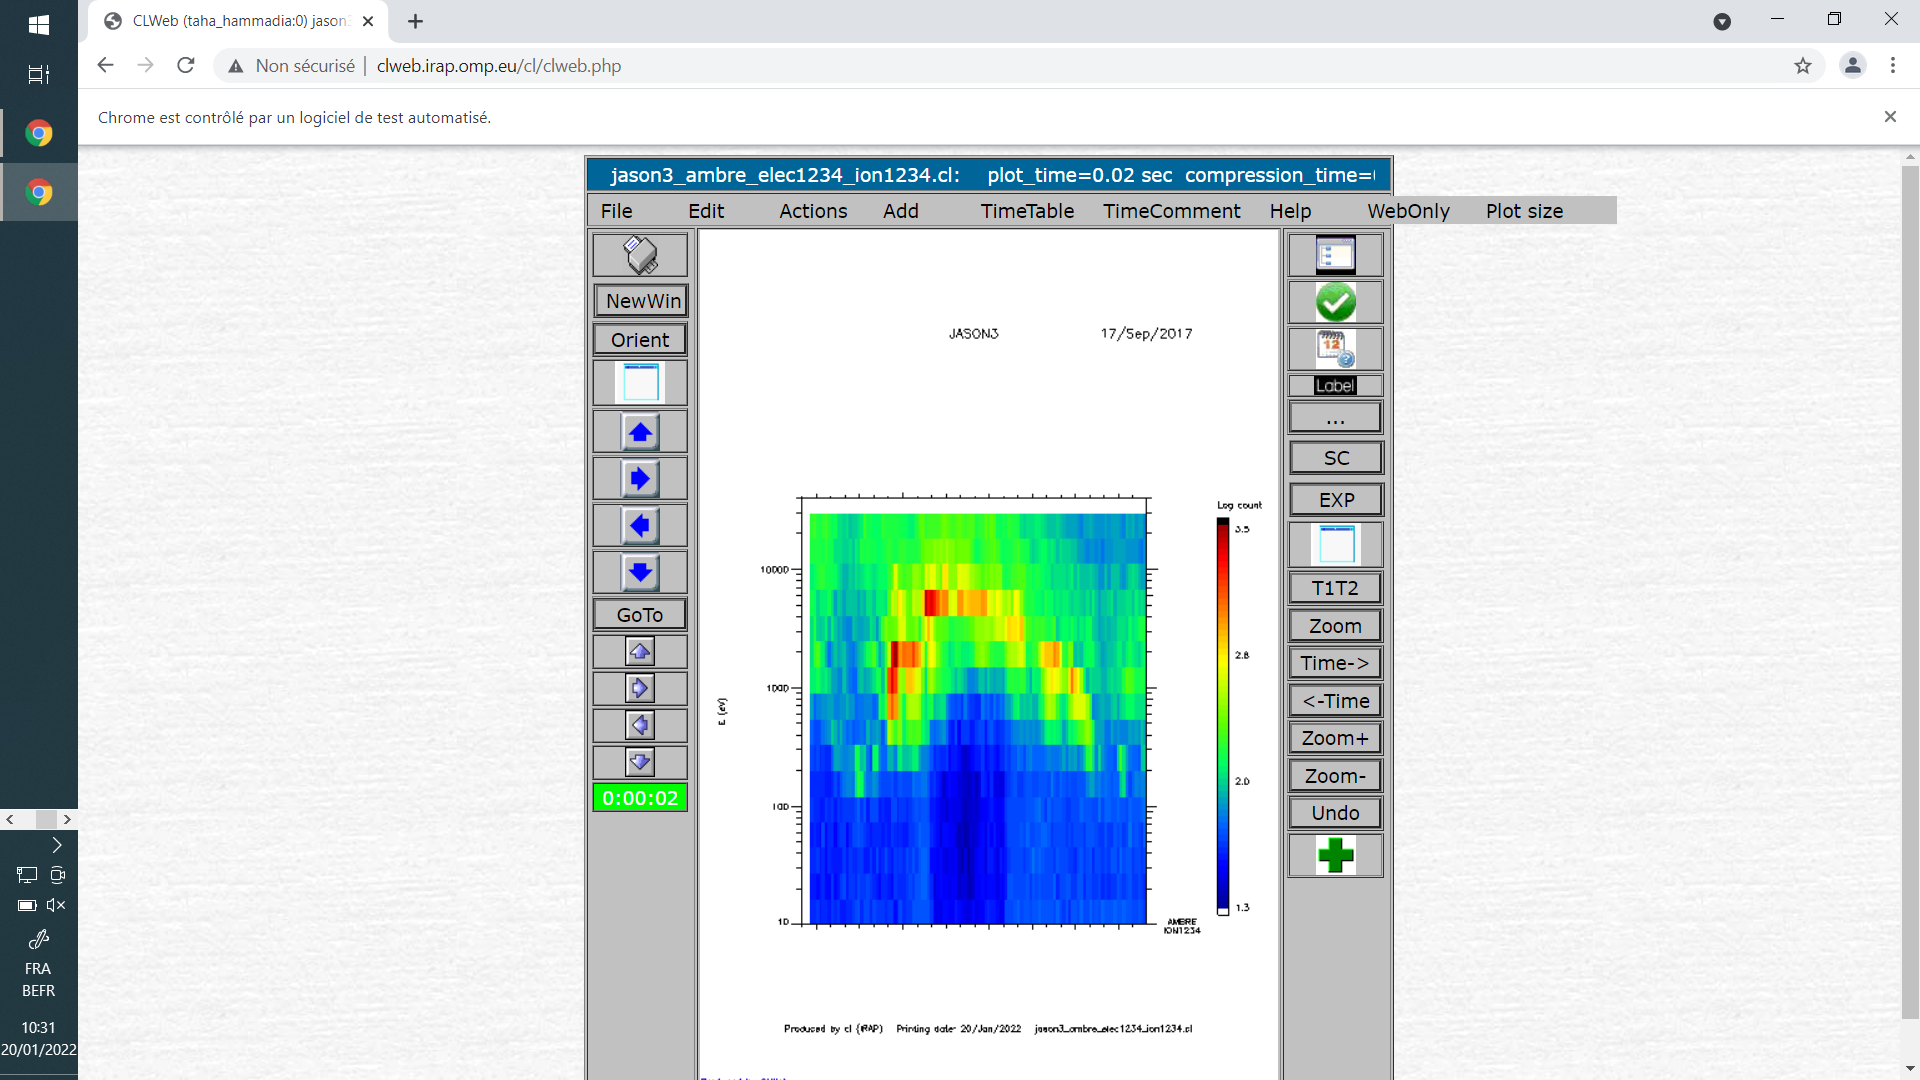 CLWeb (taha_hammadia:0) jason3
Non sécurisé | clweb.irap.omp.eu/cl/clweb.php
Chrome est contrôlé par un logiciel de test automatisé.
jason3_ambre_elec1234_ion1234.cl: plot_time=0.02 sec compression_time=
File Edit Actions Add TimeTable TimeComment Help WebOnly Plot size
NewWin
Orient
GoTo
0:00:02
JASON3 17/Sep/2017
Log count
3.5
2.8
2.0
1.3
10000
1000
100
10
E (eV)
AMBRE
ION1234
Produced by cl (IRAP) Printing date: 20/Jan/2022 jason3_ambre_elec1234_ion1234.cl
12
Label
...
SC
EXP
T1T2
Zoom
Time->
<-Time
Zoom+
Zoom-
Undo
FRA
BEFR
10:31
20/01/2022